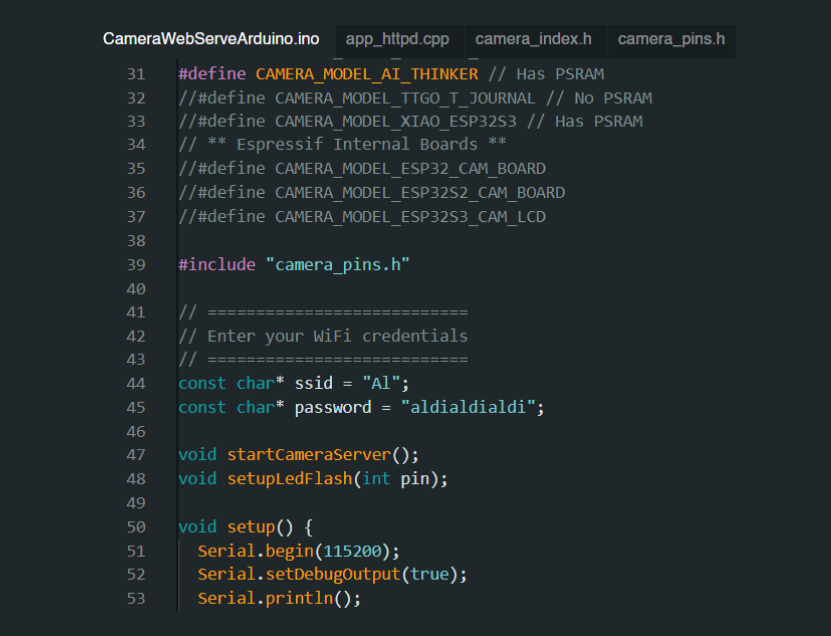 CameraWebServeArduino.ino app_httpd.cpp camera_index.h camera_pins.h
31 #define CAMERA_MODEL_AI_THINKER // Has PSRAM
32 //#define CAMERA_MODEL_TTGO_T_JOURNAL // No PSRAM
33 //#define CAMERA_MODEL_XIAO_ESP32S3 // Has PSRAM
34 // ** Espressif Internal Boards **
35 //#define CAMERA_MODEL_ESP32_CAM_BOARD
36 //#define CAMERA_MODEL_ESP32S2_CAM_BOARD
37 //#define CAMERA_MODEL_ESP32S3_CAM_LCD
38
39 #include "camera_pins.h"
40
41 // ===========================
42 // Enter your WiFi credentials
43 // ===========================
44 const char* ssid = "Al";
45 const char* password = "aldialdialdi";
46
47 void startCameraServer();
48 void setupLedFlash(int pin);
49
50 void setup() {
51 Serial.begin(115200);
52 Serial.setDebugOutput(true);
53 Serial.println();